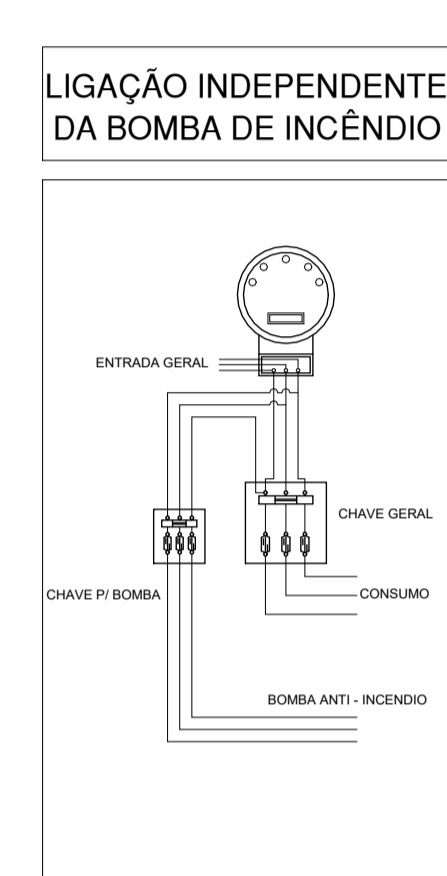 LIGAÇÃO INDEPENDENTE
DA BOMBA DE INCÊNDIO
ENTRADA GERAL
CHAVE GERAL
CHAVE P/ BOMBA
CONSUMO
BOMBA ANTI - INCENDIO